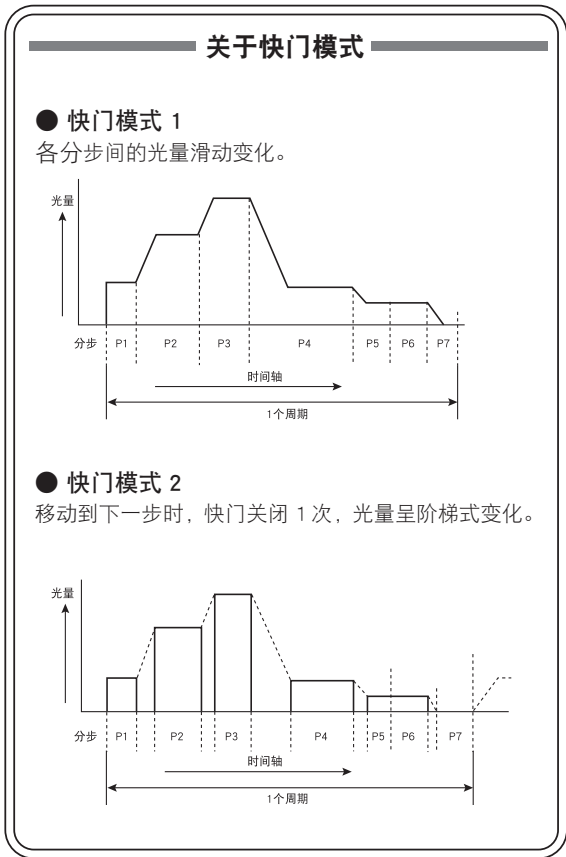 关于快门模式
● 快门模式 1
各分步间的光量滑动变化。
光量
分步 P1 P2 P3 P4 P5 P6 P7
时间轴
1个周期
● 快门模式 2
移动到下一步时，快门关闭 1 次，光量呈阶梯式变化。
光量
分步 P1 P2 P3 P4 P5 P6 P7
时间轴
1个周期